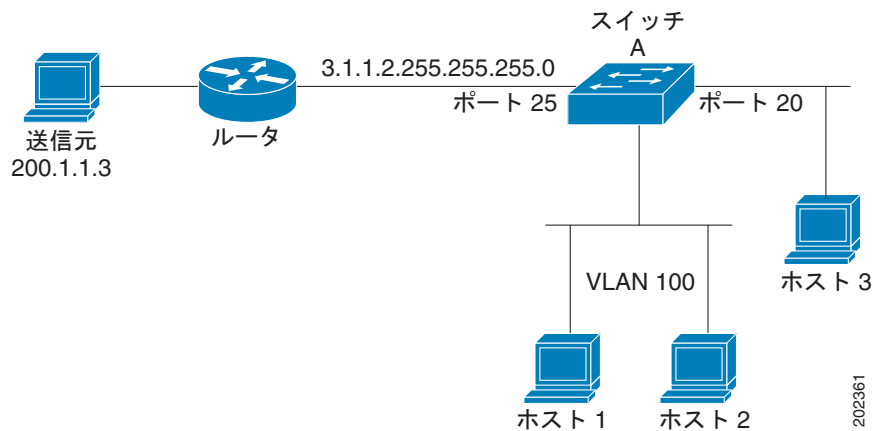 スイッチ
A
3.1.1.2.255.255.255.0
ポート 25
ポート 20
送信元
200.1.1.3
ルータ
VLAN 100
ホスト 3
ホスト 1
ホスト 2
202361